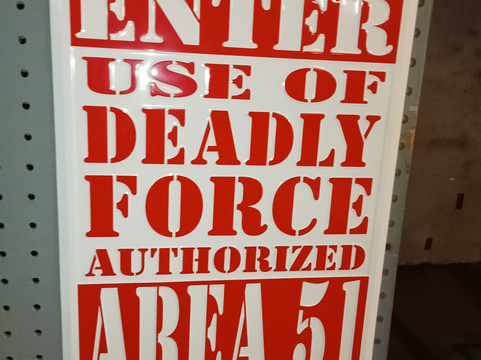 ENTER
USE OF
DEADLY
FORCE
AUTHORIZED
AREA 51